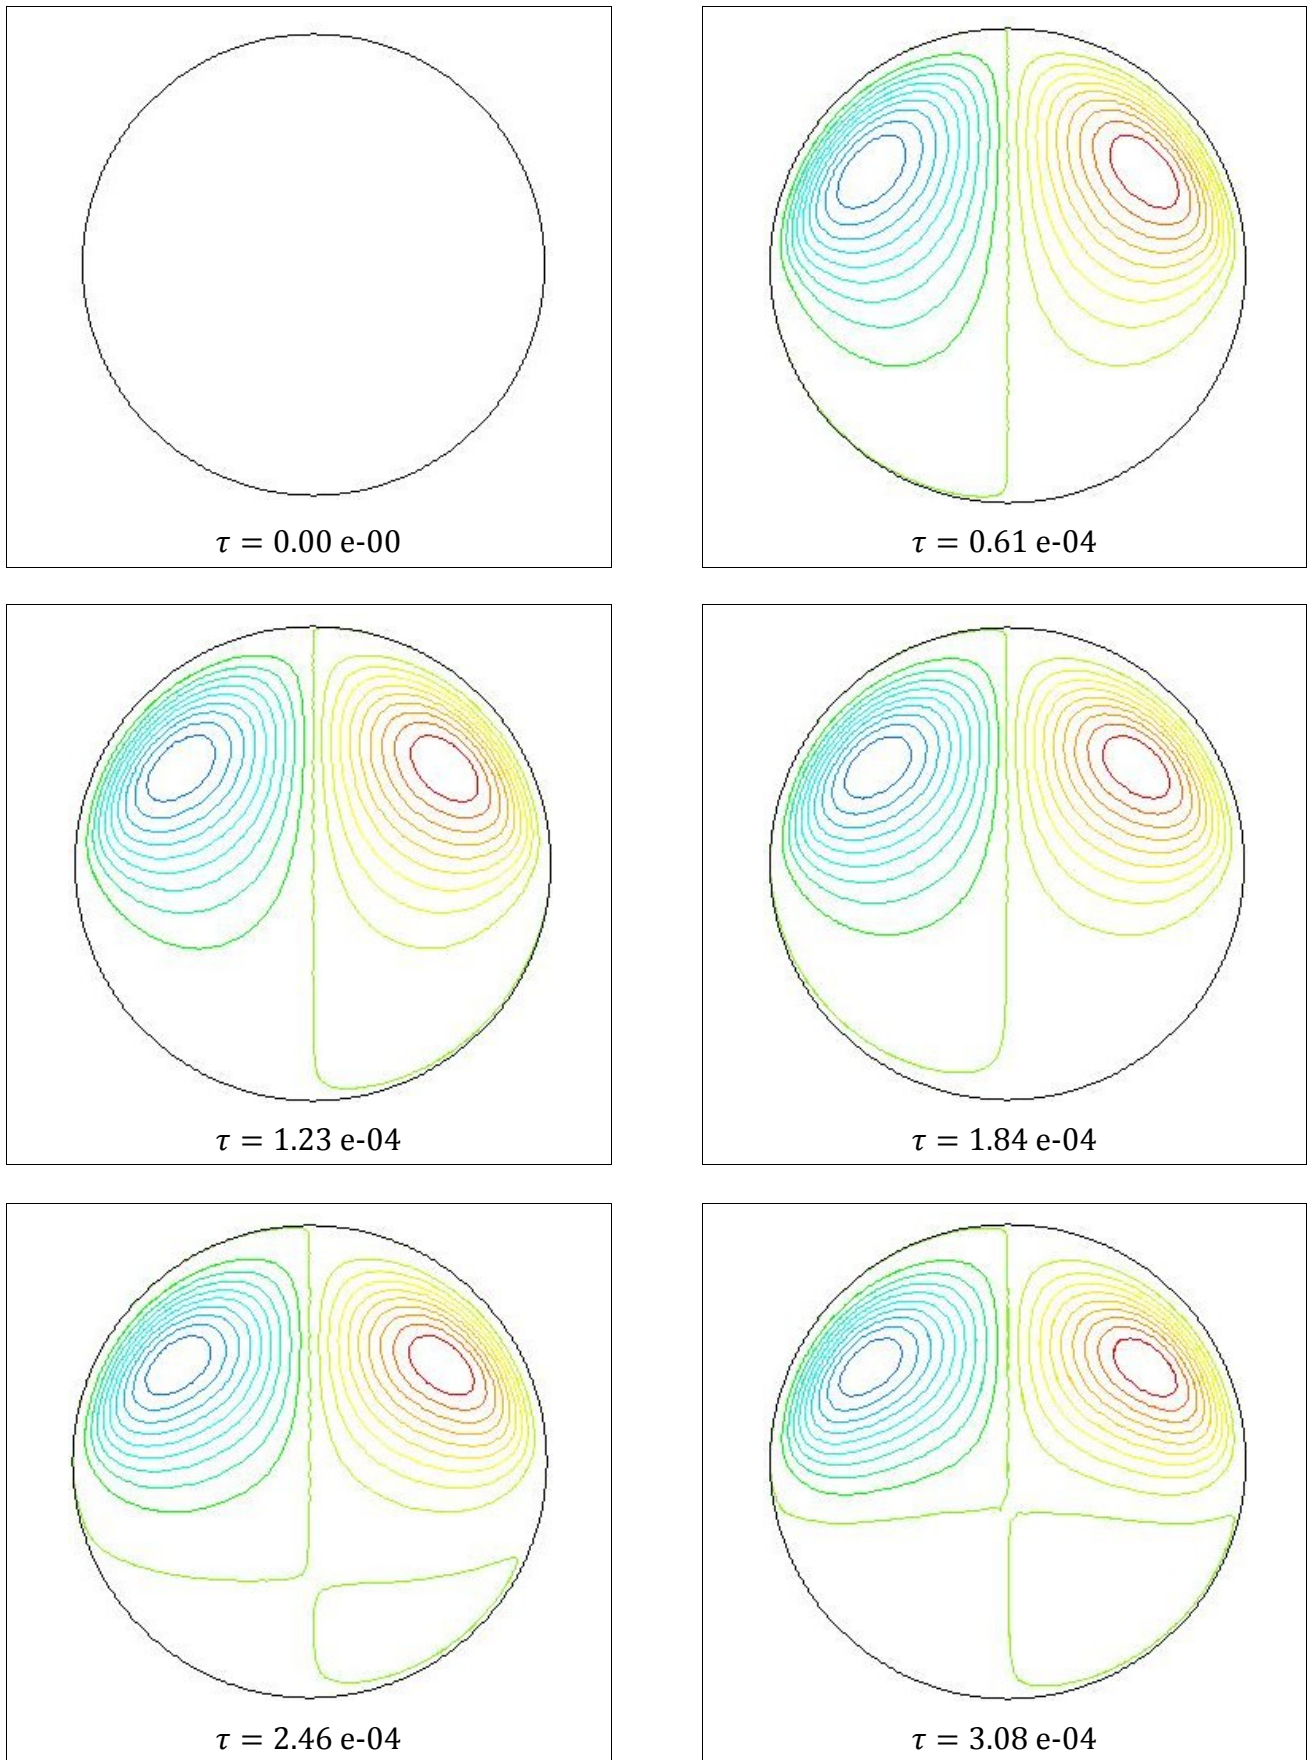 τ = 0.00 e-00
τ = 0.61 e-04
τ = 1.23 e-04
τ = 1.84 e-04
τ = 2.46 e-04
τ = 3.08 e-04